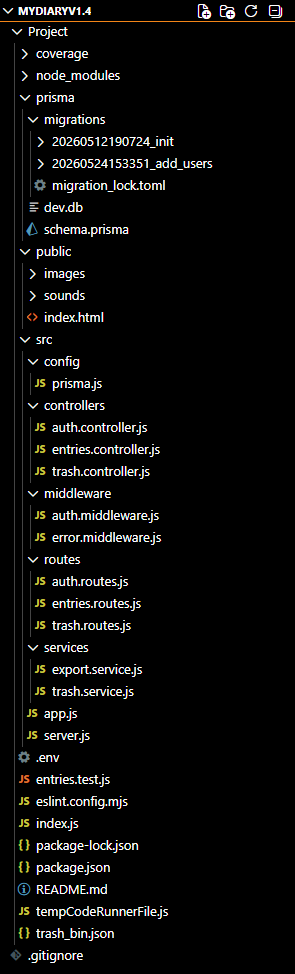 MYDIARYV1.4
Project
coverage
node_modules
prisma
migrations
20260512190724_init
20260524153351_add_users
migration_lock.toml
dev.db
schema.prisma
public
images
sounds
<> index.html
src
config
JS prisma.js
controllers
JS auth.controller.js
JS entries.controller.js
JS trash.controller.js
middleware
JS auth.middleware.js
JS error.middleware.js
routes
JS auth.routes.js
JS entries.routes.js
JS trash.routes.js
services
JS export.service.js
JS trash.service.js
JS app.js
JS server.js
.env
JS entries.test.js
JS eslint.config.mjs
JS index.js
{} package-lock.json
{} package.json
README.md
JS tempCodeRunnerFile.js
{} trash_bin.json
.gitignore